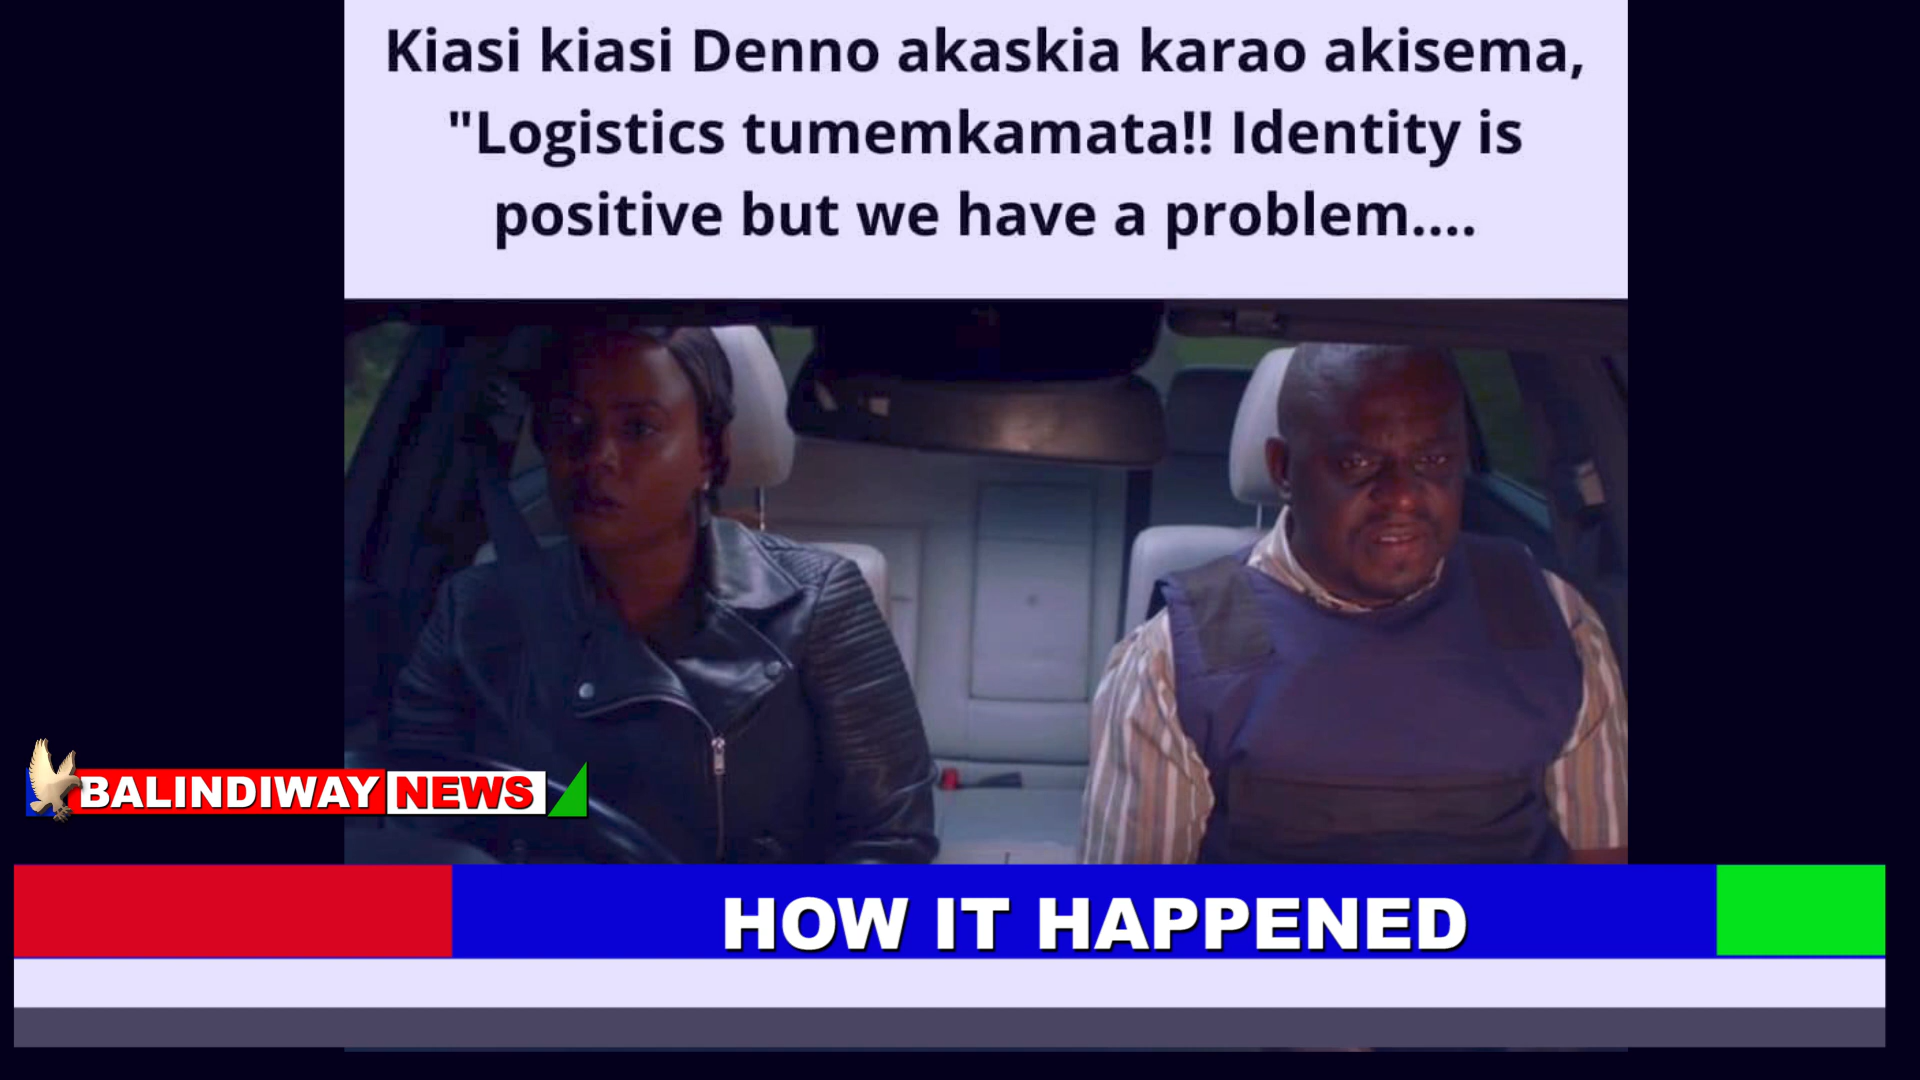 Kiasi kiasi Denno akaskia karao akisema,
"Logistics tumemkamata!! Identity is
positive but we have a problem....
BALINDIWAY NEWS
HOW IT HAPPENED